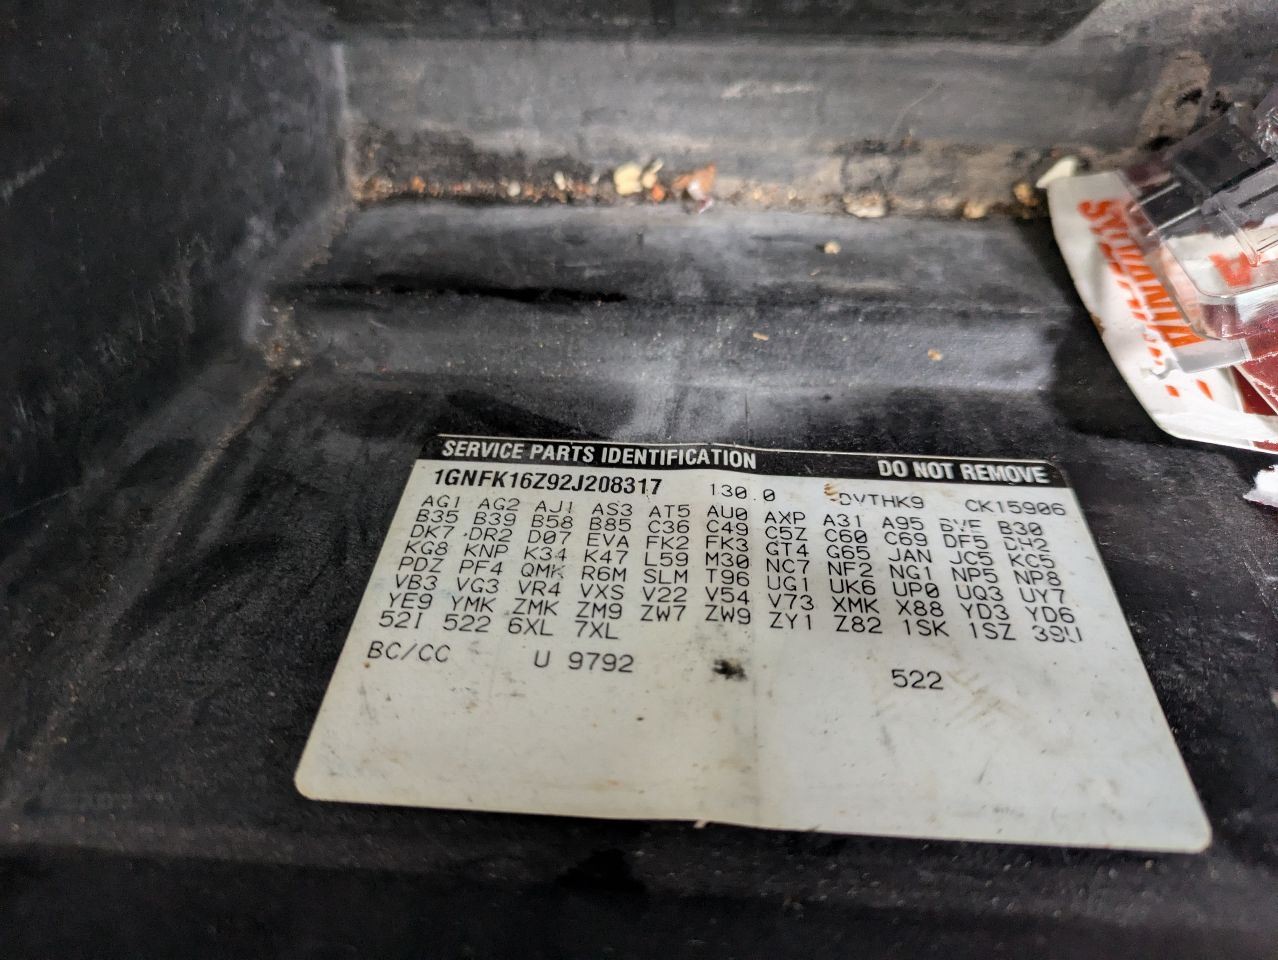 SYLVANIA
SERVICE PARTS IDENTIFICATION DO NOT REMOVE
1GNFK16Z92J208317 130.0 DVTHK9 CK15906
AG1 AG2 AJ1 AS3 AT5 AU0 AXP A31 A95 B30
B35 B39 B58 B85 C36 C49 C5Z C60 C69 DF5 DH2
DK7 DR2 D07 EVA FK2 FK3 GT4 G65 JAN JC5 KC5
KG8 KNP K34 K47 L59 M30 NC7 NF2 NG1 NP5 NP8
PDZ PF4 QMK R6M SLM T96 UG1 UK6 UP0 UQ3 UY7
VB3 VG3 VR4 VXS V22 V54 V73 XMK X88 YD3 YD6
YE9 YMK ZMK ZM9 ZW7 ZW9 ZY1 Z82 1SK 1SZ 39U
52I 522 6XL 7XL
BC/CC U 9792 522